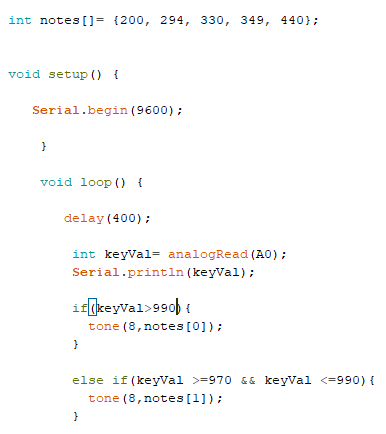 int notes[]= {200, 294, 330, 349, 440};
void setup() {
Serial.begin(9600);
}
void loop() {
delay(400);
int keyVal= analogRead(A0);
Serial.println(keyVal);
if(keyVal>990){
tone(8,notes[0]);
}
else if(keyVal >=970 && keyVal <=990){
tone(8,notes[1]);
}